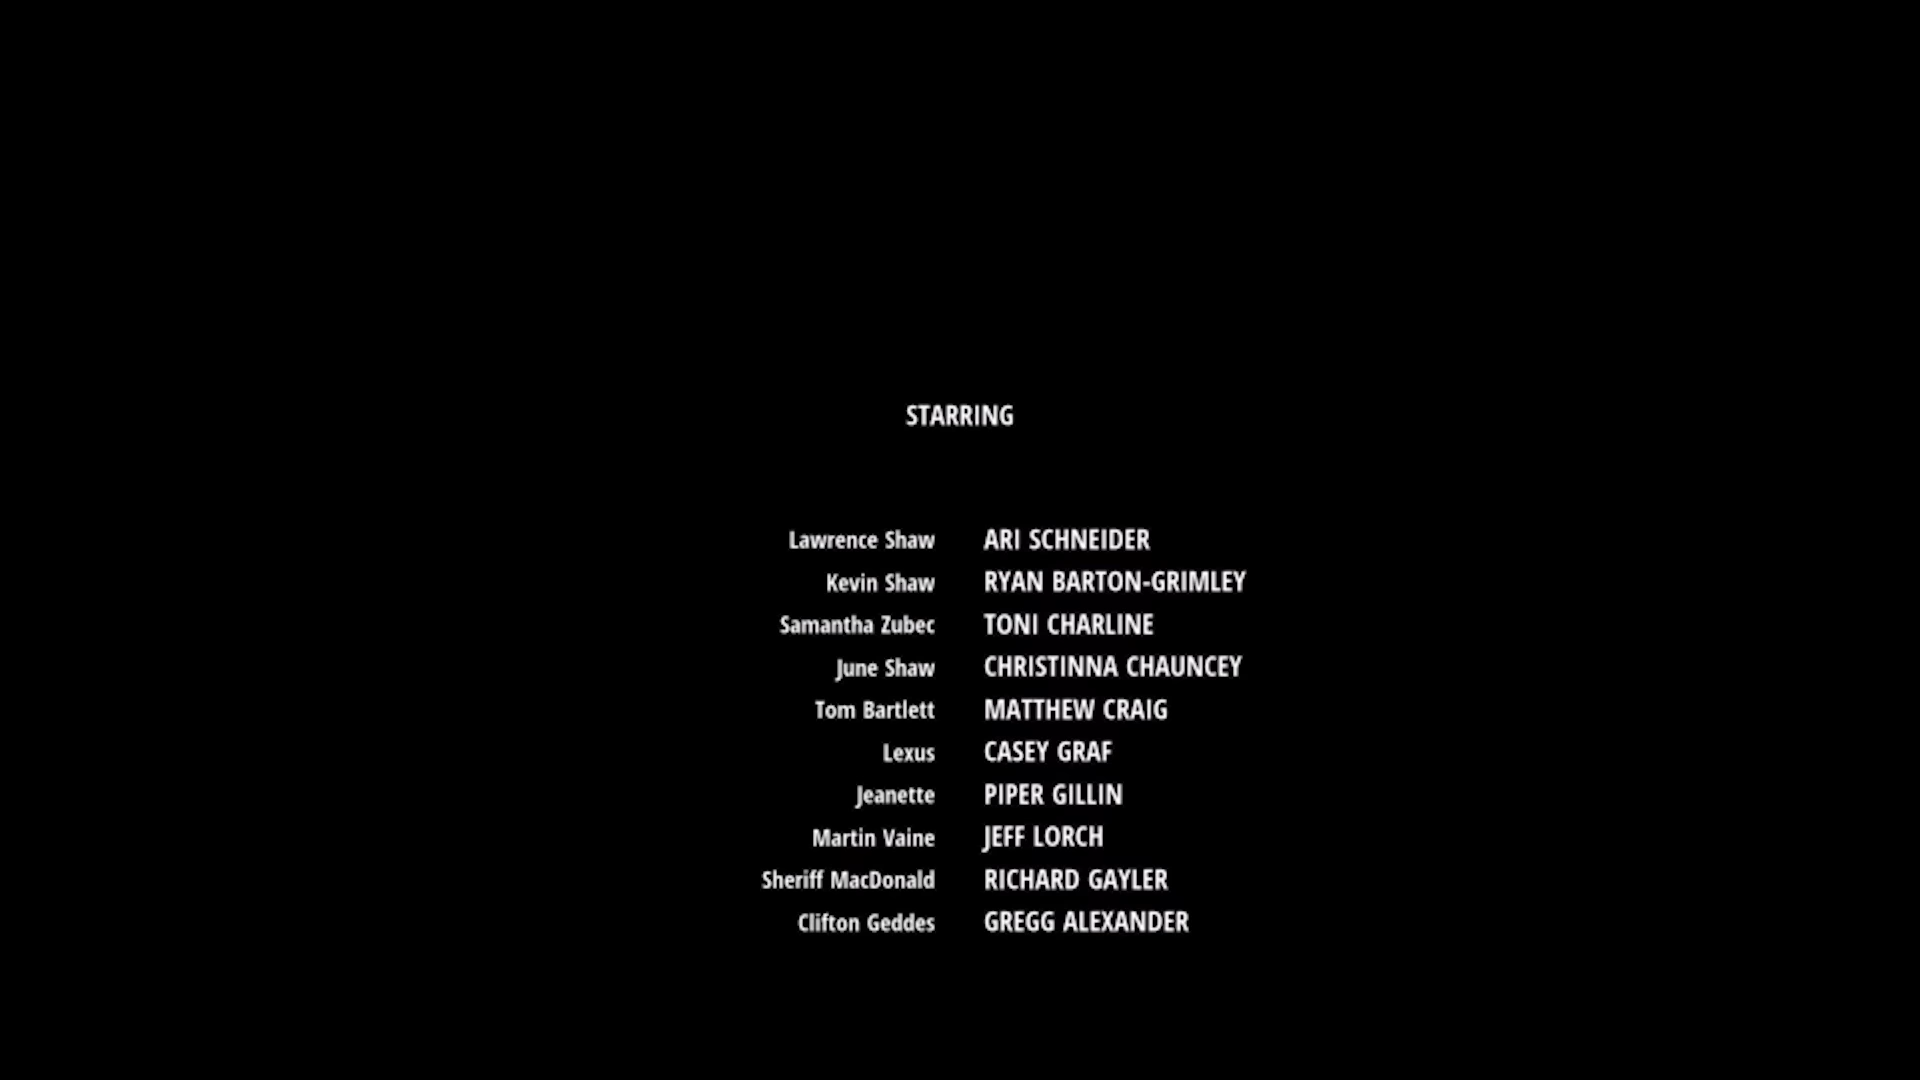 STARRING
Lawrence Shaw ARI SCHNEIDER
Kevin Shaw RYAN BARTON-GRIMLEY
Samantha Zubec TONI CHARLINE
June Shaw CHRISTINNA CHAUNCEY
Tom Bartlett MATTHEW CRAIG
Lexus CASEY GRAF
Jeanette PIPER GILLIN
Martin Vaine JEFF LORCH
Sheriff MacDonald RICHARD GAYLER
Clifton Geddes GREGG ALEXANDER